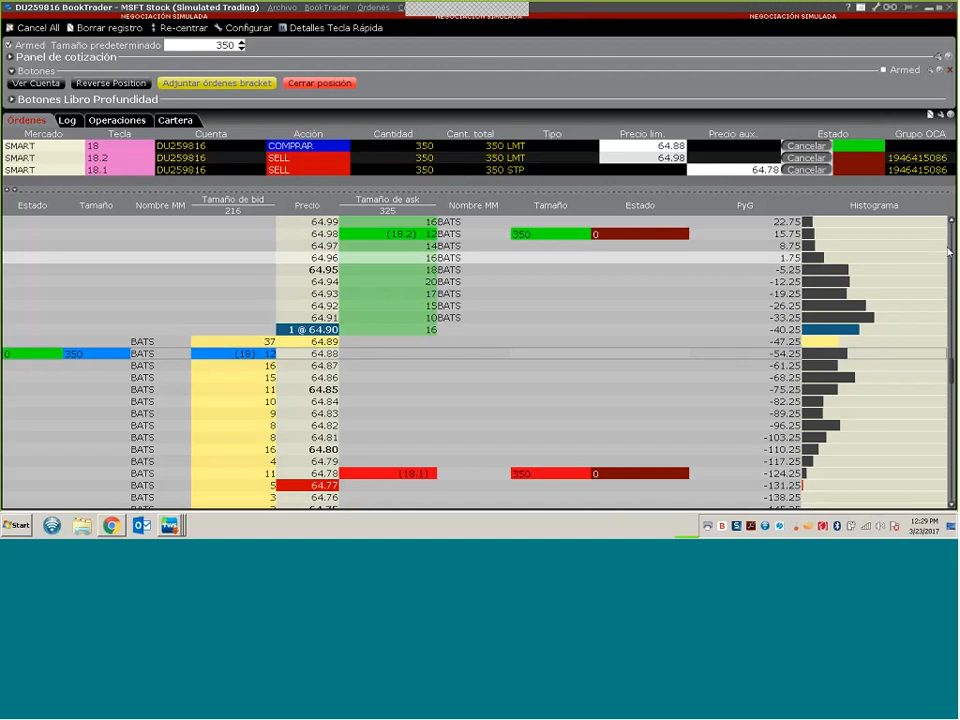 DU259816 BookTrader - MSFT Stock (Simulated Trading) Archivo BookTrader Órdenes
NEGOCIACIÓN SIMULADA NEGOCIACIÓN SIMULADA NEGOCIACIÓN SIMULADA
Cancel All Borrar registro Re-centrar Configurar Detalles Tecla Rápida
Armed Tamaño predeterminado 350
Panel de cotización
Botones Armed
Ver Cuenta Reverse Position Adjuntar órdenes bracket Cerrar posición
Botones Libro Profundidad
Órdenes Log Operaciones Cartera
Mercado Tecla Cuenta Acción Cantidad Cant. total Tipo Precio lim. Precio aux. Estado Grupo OCA
SMART 18 DU259816 COMPRAR 350 350 LMT 64.88 Cancelar
SMART 18.2 DU259816 SELL 350 350 LMT 64.98 Cancelar 1946415086
SMART 18.1 DU259816 SELL 350 350 STP 64.78 Cancelar 1946415086
Estado Tamaño Nombre MM Tamaño de bid Precio Tamaño de ask Nombre MM Tamaño Estado PyG Histograma
216 325
64.99 16 BATS 22.75
64.98 (18.2) 12 BATS 350 0 15.75
64.97 14 BATS 8.75
64.96 16 BATS 1.75
64.95 18 BATS -5.25
64.94 20 BATS -12.25
64.93 17 BATS -19.25
64.92 15 BATS -26.25
64.91 10 BATS -33.25
1 @ 64.90 16 -40.25
BATS 37 64.89 -47.25
0 350 BATS (18) 12 64.88 -54.25
BATS 16 64.87 -61.25
BATS 15 64.86 -68.25
BATS 11 64.85 -75.25
BATS 10 64.84 -82.25
BATS 9 64.83 -89.25
BATS 8 64.82 -96.25
BATS 8 64.81 -103.25
BATS 16 64.80 -110.25
BATS 4 64.79 -117.25
BATS 11 64.78 (18.1) 350 0 -124.25
BATS 5 64.77 -131.25
BATS 3 64.76 -138.25
Start 12:29 PM
3/23/2017